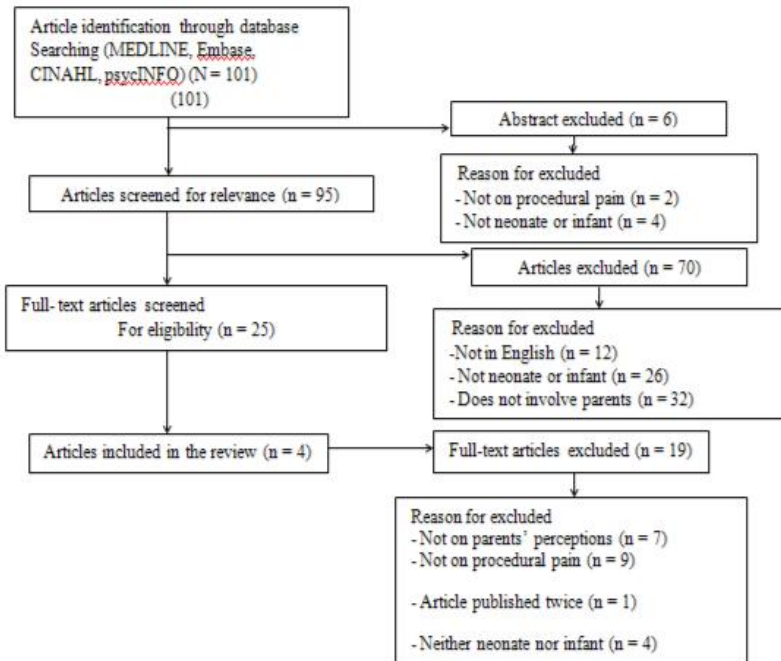 Article identification through database
Searching (MEDLINE, Embase,
CINAHL, psycINFO) (N = 101)
(101)
Abstract excluded (n = 6)
Reason for excluded
- Not on procedural pain (n = 2)
- Not neonate or infant (n = 4)
Articles screened for relevance (n = 95)
Articles excluded (n = 70)
Full- text articles screened
For eligibility (n = 25)
Reason for excluded
-Not in English (n = 12)
- Not neonate or infant (n = 26)
- Does not involve parents (n = 32)
Articles included in the review (n = 4)
Full-text articles excluded (n = 19)
Reason for excluded
- Not on parents’ perceptions (n = 7)
- Not on procedural pain (n = 9)
- Article published twice (n = 1)
- Neither neonate nor infant (n = 4)